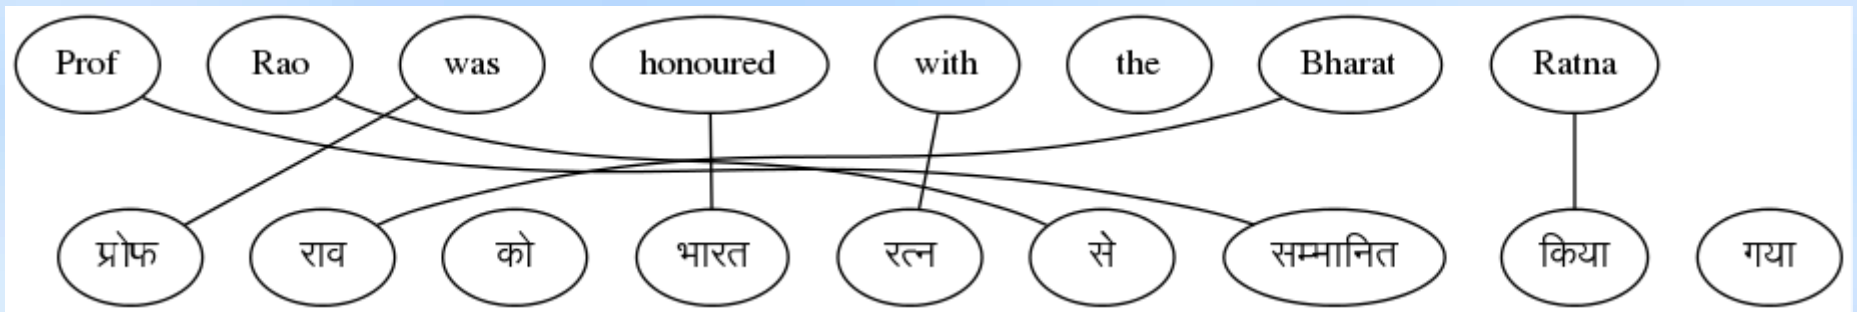 Prof Rao was honoured with the Bharat Ratna
प्रोफ राव को भारत रत्न से सम्मानित किया गया